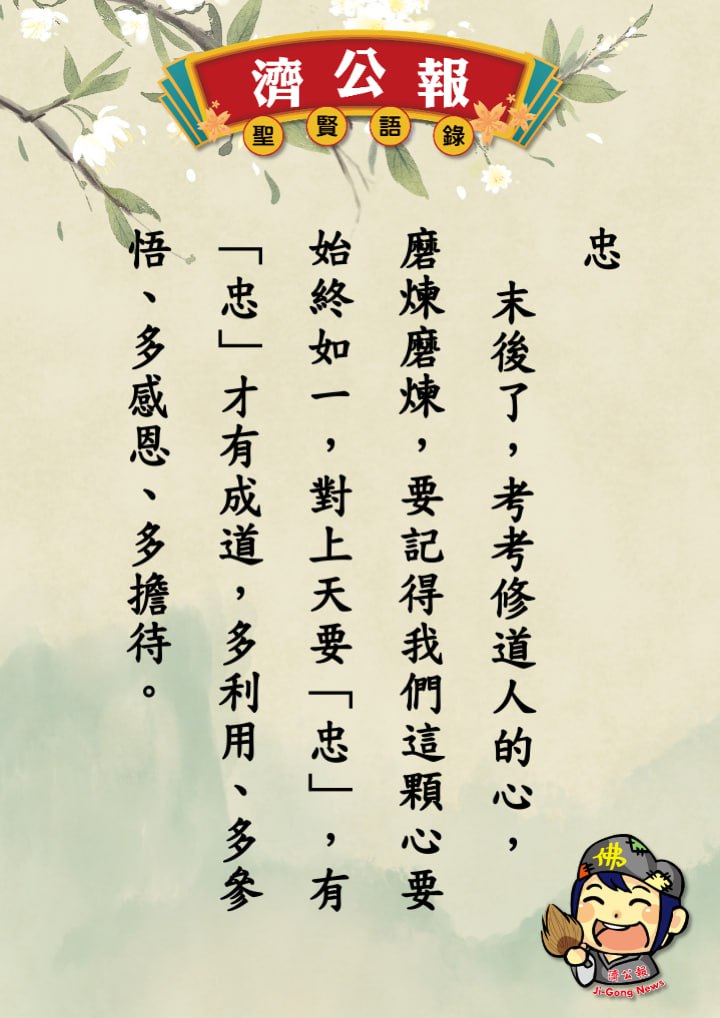 濟公報
聖賢語錄
忠
末後了，考考修道人的心，
磨煉磨煉，要記得我們這顆心要
始終如一，對上天要「忠」，有
「忠」才有成道，多利用、多參
悟、多感恩、多擔待。
佛
濟公報
Ji-Gong News